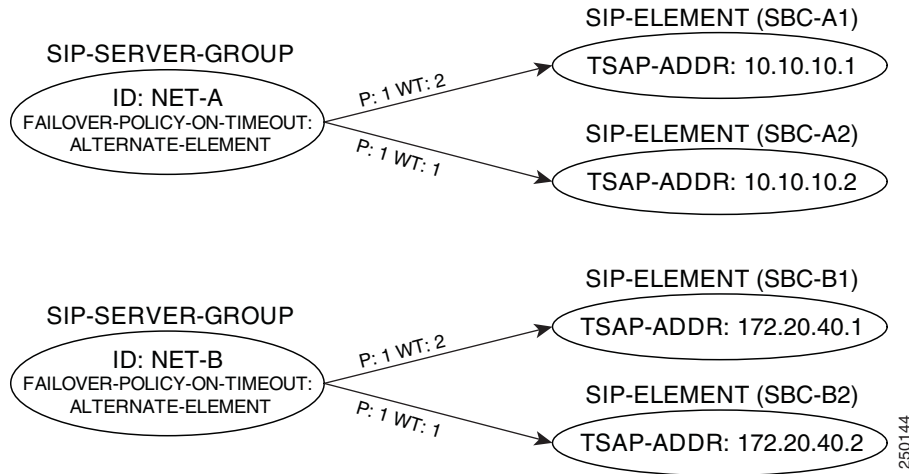 SIP-SERVER-GROUP
ID: NET-A
FAILOVER-POLICY-ON-TIMEOUT:
ALTERNATE-ELEMENT
P: 1 WT: 2
P: 1 WT: 1
SIP-ELEMENT (SBC-A1)
TSAP-ADDR: 10.10.10.1
SIP-ELEMENT (SBC-A2)
TSAP-ADDR: 10.10.10.2
SIP-SERVER-GROUP
ID: NET-B
FAILOVER-POLICY-ON-TIMEOUT:
ALTERNATE-ELEMENT
P: 1 WT: 2
P: 1 WT: 1
SIP-ELEMENT (SBC-B1)
TSAP-ADDR: 172.20.40.1
SIP-ELEMENT (SBC-B2)
TSAP-ADDR: 172.20.40.2
250144